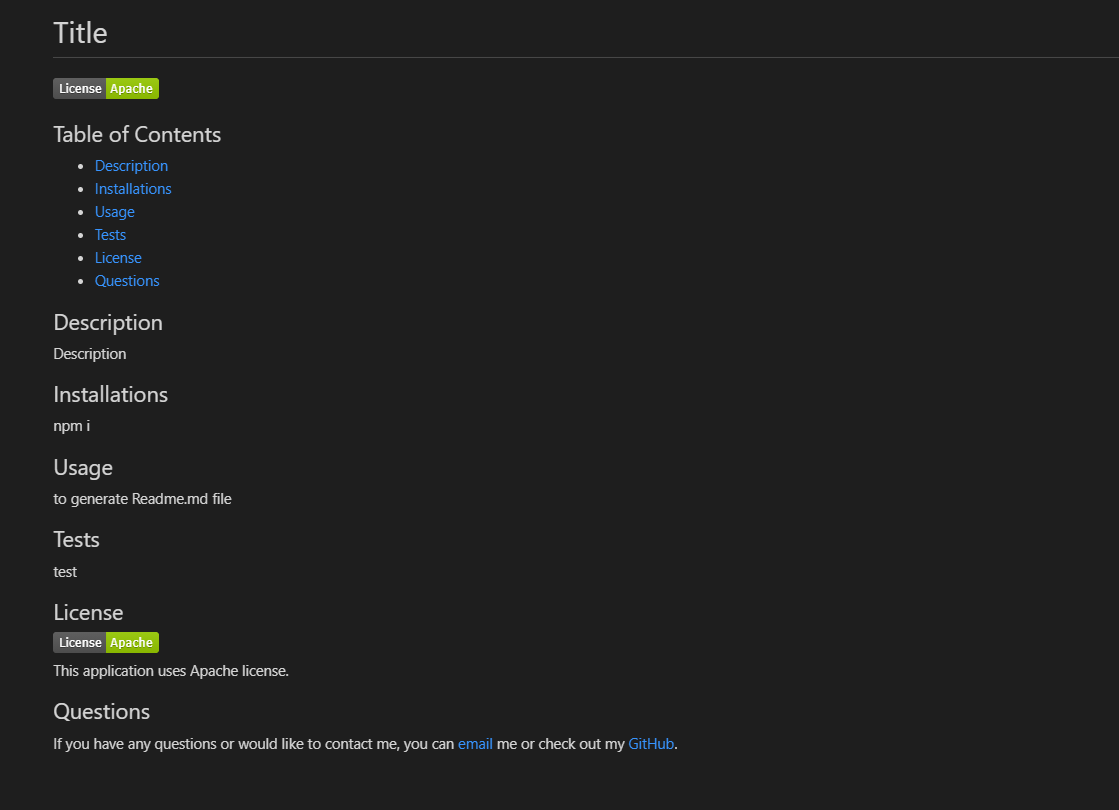 Title
License Apache
Table of Contents
Description
Installations
Usage
Tests
License
Questions
Description
Description
Installations
npm i
Usage
to generate Readme.md file
Tests
test
License
License Apache
This application uses Apache license.
Questions
If you have any questions or would like to contact me, you can email me or check out my GitHub.